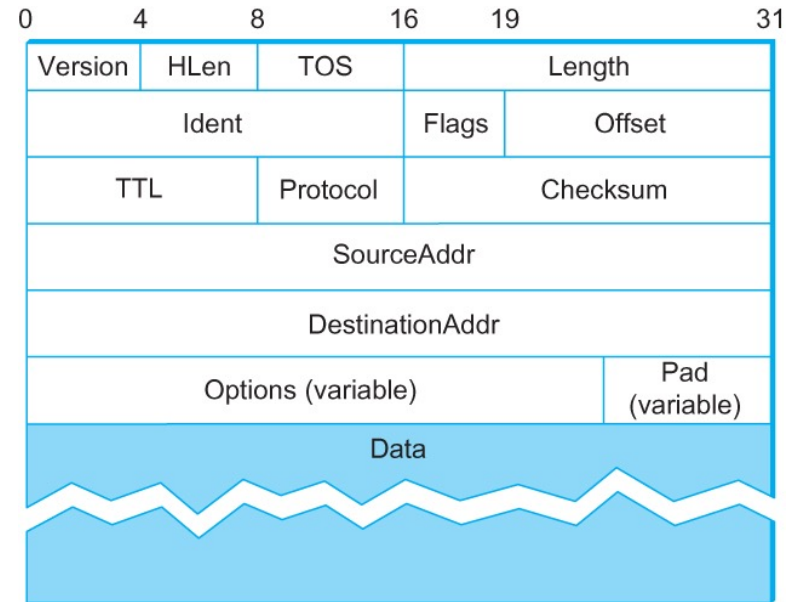 0 4 8 16 19 31
Version HLen TOS Length
Ident Flags Offset
TTL Protocol Checksum
SourceAddr
DestinationAddr
Options (variable) Pad
(variable)
Data